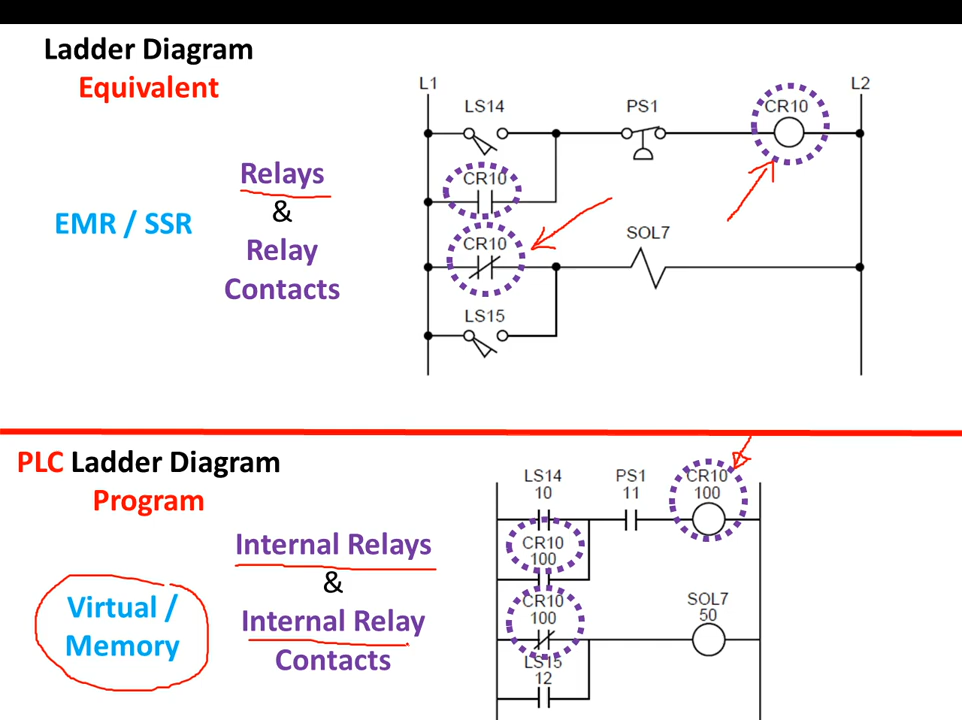 Ladder Diagram
Equivalent
EMR / SSR
Relays
&
Relay
Contacts
L1
L2
LS14
PS1
CR10
CR10
CR10
SOL7
LS15
PLC Ladder Diagram
Program
Virtual /
Memory
Internal Relays
&
Internal Relay
Contacts
LS14
10
PS1
11
CR10
100
CR10
100
CR10
100
SOL7
50
LS15
12